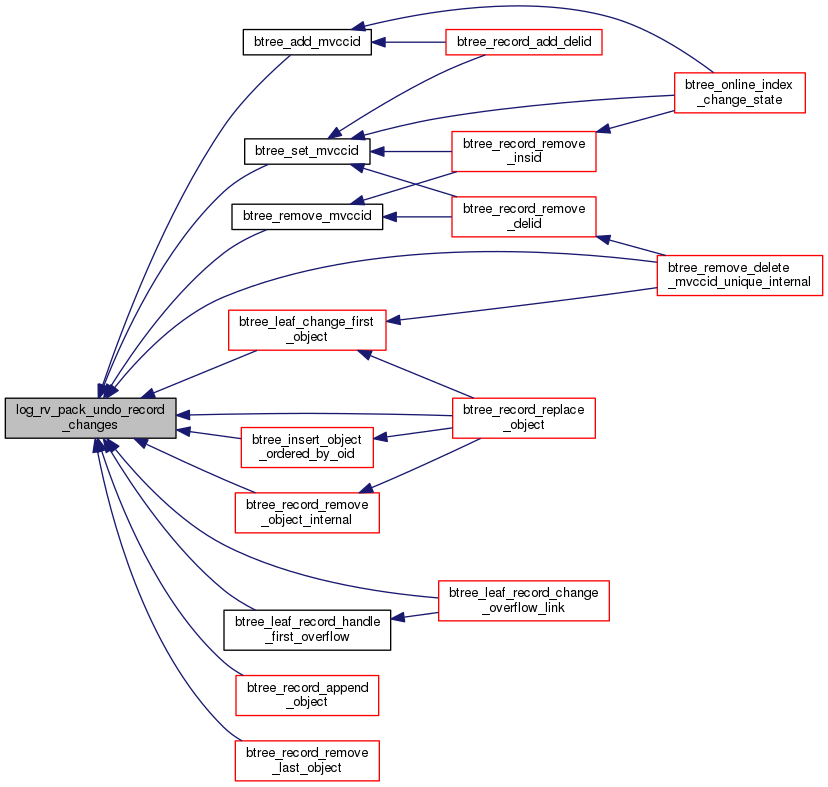 btree_add_mvccid
btree_record_add_delid
btree_online_index
_change_state
btree_set_mvccid
btree_record_remove
_insid
btree_remove_mvccid
btree_record_remove
_delid
btree_remove_delete
_mvccid_unique_internal
btree_leaf_change_first
_object
log_rv_pack_undo_record
_changes
btree_record_replace
_object
btree_insert_object
_ordered_by_oid
btree_record_remove
_object_internal
btree_leaf_record_change
_overflow_link
btree_leaf_record_handle
_first_overflow
btree_record_append
_object
btree_record_remove
_last_object